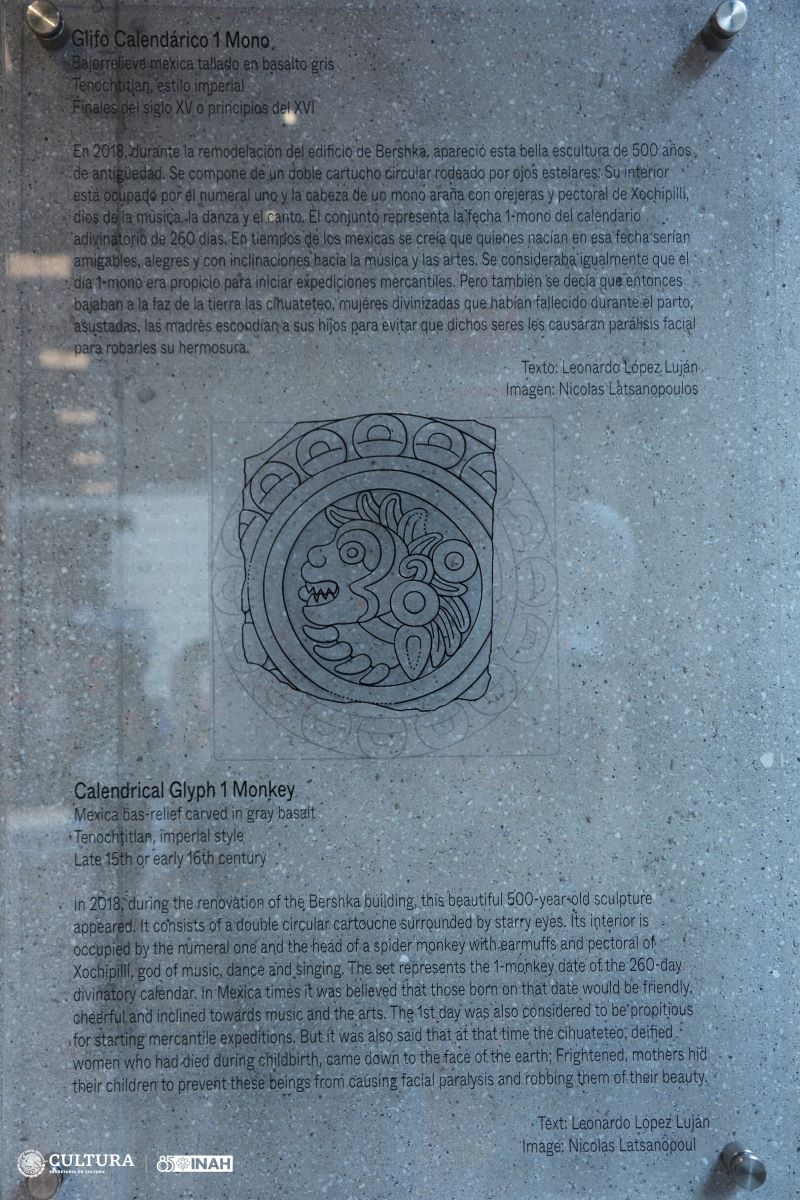 Glifo Calendárico 1 Mono
Bajorrelieve mexica tallado en basalto gris
Tenochtitlan, estilo imperial
Finales del siglo XV o principios del XVI
En 2018, durante la remodelación del edificio de Bershka, apareció esta bella escultura de 500 años
de antigüedad. Se compone de un doble cartucho circular rodeado por ojos estelares. Su interior
está ocupado por el numeral uno y la cabeza de un mono araña con orejeras y pectoral de Xochipilli,
dios de la música, la danza y el canto. El conjunto representa la fecha 1-mono del calendario
adivinatorio de 260 días. En tiempos de los mexicas se creía que quienes nacían en esa fecha serían
amigables, alegres y con inclinaciones hacia la música y las artes. Se consideraba igualmente que el
día 1-mono era propicio para iniciar expediciones mercantiles. Pero también se decía que entonces
bajaban a la faz de la tierra las cihuateteo, mujeres divinizadas que habían fallecido durante el parto;
asustadas, las madres escondían a sus hijos para evitar que dichos seres les causaran parálisis facial
para robarles su hermosura.
Texto: Leonardo López Luján
Imagen: Nicolas Latsanopoulos
Calendrical Glyph 1 Monkey
Mexica bas-relief carved in gray basalt
Tenochtitlan, imperial style
Late 15th or early 16th century
In 2018, during the renovation of the Bershka building, this beautiful 500-year-old sculpture
appeared. It consists of a double circular cartouche surrounded by starry eyes. Its interior is
occupied by the numeral one and the head of a spider monkey with earmuffs and pectoral of
Xochipilli, god of music, dance and singing. The set represents the 1-monkey date of the 260-day
divinatory calendar. In Mexica times it was believed that those born on that date would be friendly,
cheerful and inclined towards music and the arts. The 1st day was also considered to be propitious
for starting mercantile expeditions. But it was also said that at that time the cihuateteo, deified
women who had died during childbirth, came down to the face of the earth; Frightened, mothers hid
their children to prevent these beings from causing facial paralysis and robbing them of their beauty.
Text: Leonardo López Luján
Image: Nicolas Latsanopoul
CULTURA
SECRETARÍA DE CULTURA
85 INAH